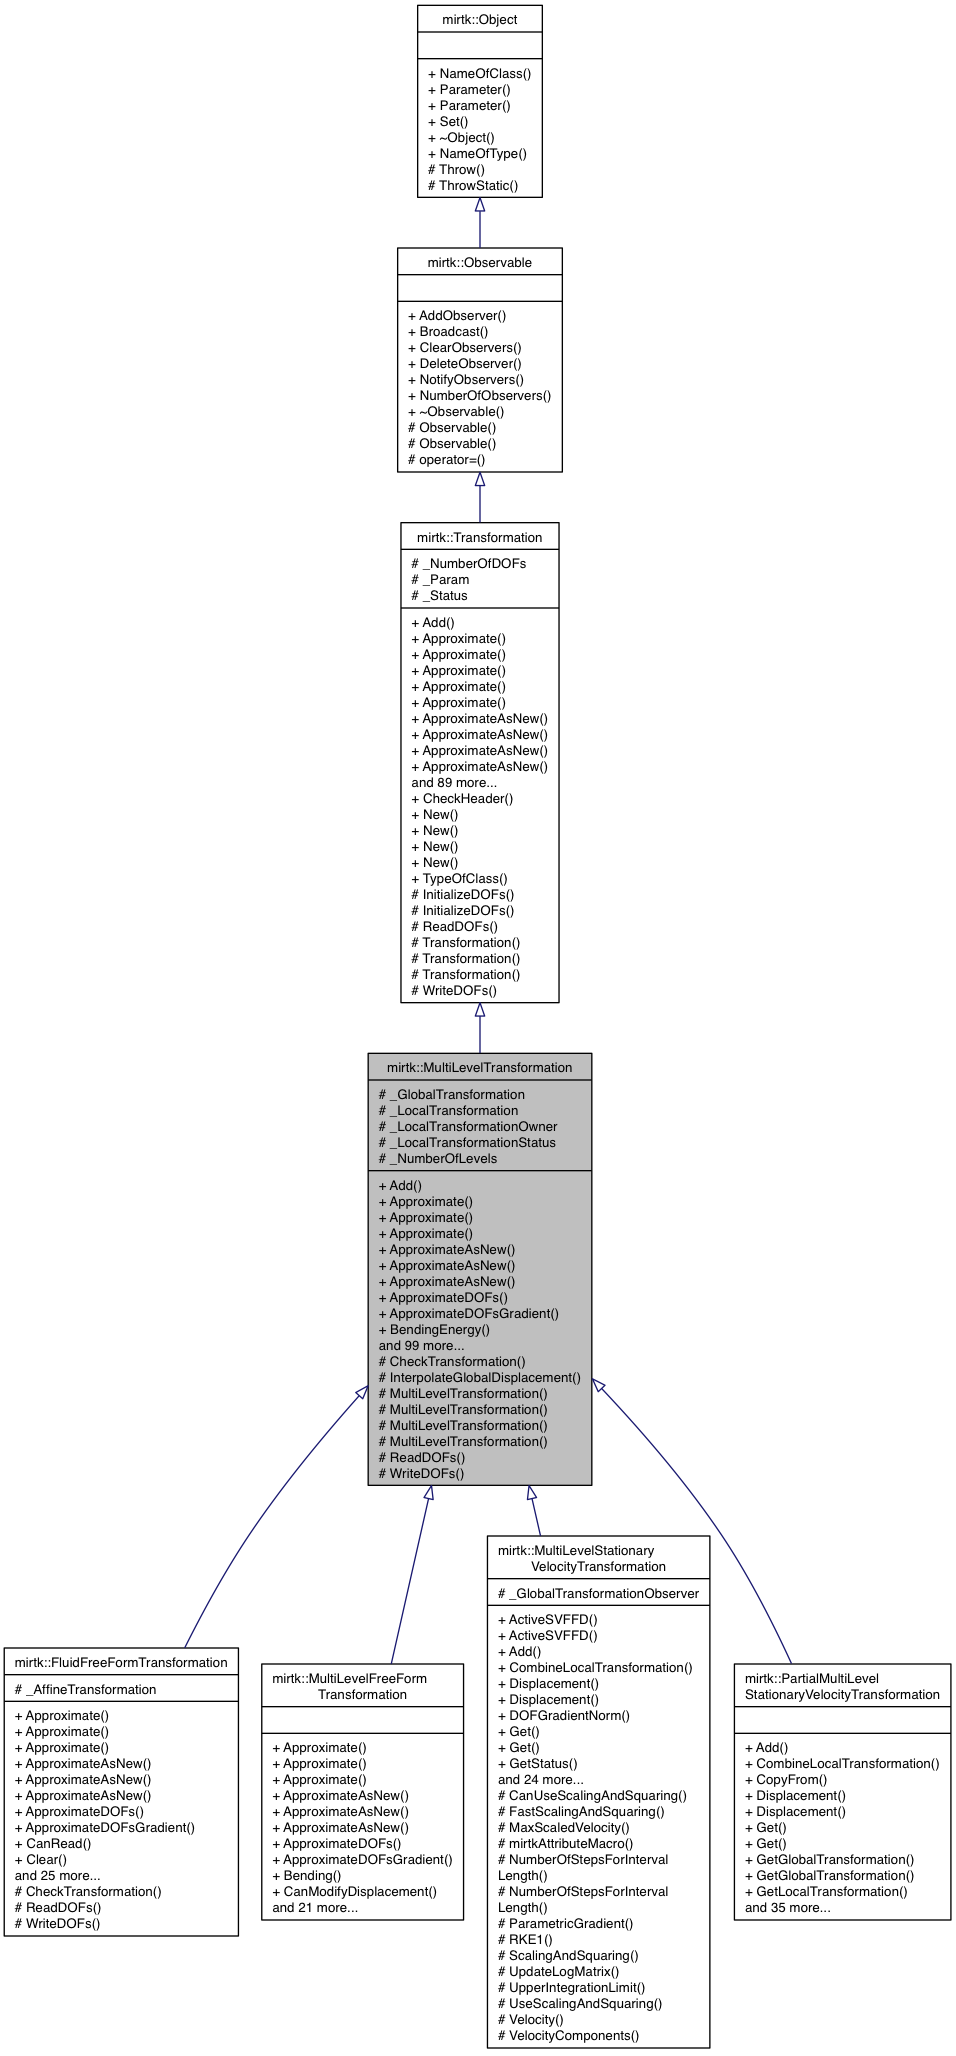 mirtk::Object
+ NameOfClass()
+ Parameter()
+ Parameter()
+ Set()
+ ~Object()
+ NameOfType()
# Throw()
# ThrowStatic()
mirtk::Observable
+ AddObserver()
+ Broadcast()
+ ClearObservers()
+ DeleteObserver()
+ NotifyObservers()
+ NumberOfObservers()
+ ~Observable()
# Observable()
# Observable()
# operator=()
mirtk::Transformation
# _NumberOfDOFs
# _Param
# _Status
+ Add()
+ Approximate()
+ Approximate()
+ Approximate()
+ Approximate()
+ Approximate()
+ ApproximateAsNew()
+ ApproximateAsNew()
+ ApproximateAsNew()
+ ApproximateAsNew()
and 89 more...
+ CheckHeader()
+ New()
+ New()
+ New()
+ New()
+ TypeOfClass()
# InitializeDOFs()
# InitializeDOFs()
# ReadDOFs()
# Transformation()
# Transformation()
# Transformation()
# WriteDOFs()
mirtk::MultiLevelTransformation
# _GlobalTransformation
# _LocalTransformation
# _LocalTransformationOwner
# _LocalTransformationStatus
# _NumberOfLevels
+ Add()
+ Approximate()
+ Approximate()
+ Approximate()
+ ApproximateAsNew()
+ ApproximateAsNew()
+ ApproximateAsNew()
+ ApproximateDOFs()
+ ApproximateDOFsGradient()
+ BendingEnergy()
and 99 more...
# CheckTransformation()
# InterpolateGlobalDisplacement()
# MultiLevelTransformation()
# MultiLevelTransformation()
# MultiLevelTransformation()
# MultiLevelTransformation()
# ReadDOFs()
# WriteDOFs()
mirtk::FluidFreeFormTransformation
# _AffineTransformation
+ Approximate()
+ Approximate()
+ Approximate()
+ ApproximateAsNew()
+ ApproximateAsNew()
+ ApproximateAsNew()
+ ApproximateDOFs()
+ ApproximateDOFsGradient()
+ CanRead()
+ Clear()
and 25 more...
# CheckTransformation()
# ReadDOFs()
# WriteDOFs()
mirtk::MultiLevelFreeForm
Transformation
+ Approximate()
+ Approximate()
+ Approximate()
+ ApproximateAsNew()
+ ApproximateAsNew()
+ ApproximateAsNew()
+ ApproximateDOFs()
+ ApproximateDOFsGradient()
+ Bending()
+ CanModifyDisplacement()
and 21 more...
mirtk::MultiLevelStationary
VelocityTransformation
# _GlobalTransformationObserver
+ ActiveSVFFD()
+ ActiveSVFFD()
+ Add()
+ CombineLocalTransformation()
+ Displacement()
+ Displacement()
+ DOFGradientNorm()
+ Get()
+ Get()
+ GetStatus()
and 24 more...
# CanUseScalingAndSquaring()
# FastScalingAndSquaring()
# MaxScaledVelocity()
# mirtkAttributeMacro()
# NumberOfStepsForInterval
Length()
# NumberOfStepsForInterval
Length()
# ParametricGradient()
# RKE1()
# ScalingAndSquaring()
# UpdateLogMatrix()
# UpperIntegrationLimit()
# UseScalingAndSquaring()
# Velocity()
# VelocityComponents()
mirtk::PartialMultiLevel
StationaryVelocityTransformation
+ Add()
+ CombineLocalTransformation()
+ CopyFrom()
+ Displacement()
+ Displacement()
+ Get()
+ Get()
+ GetGlobalTransformation()
+ GetGlobalTransformation()
+ GetLocalTransformation()
and 35 more...